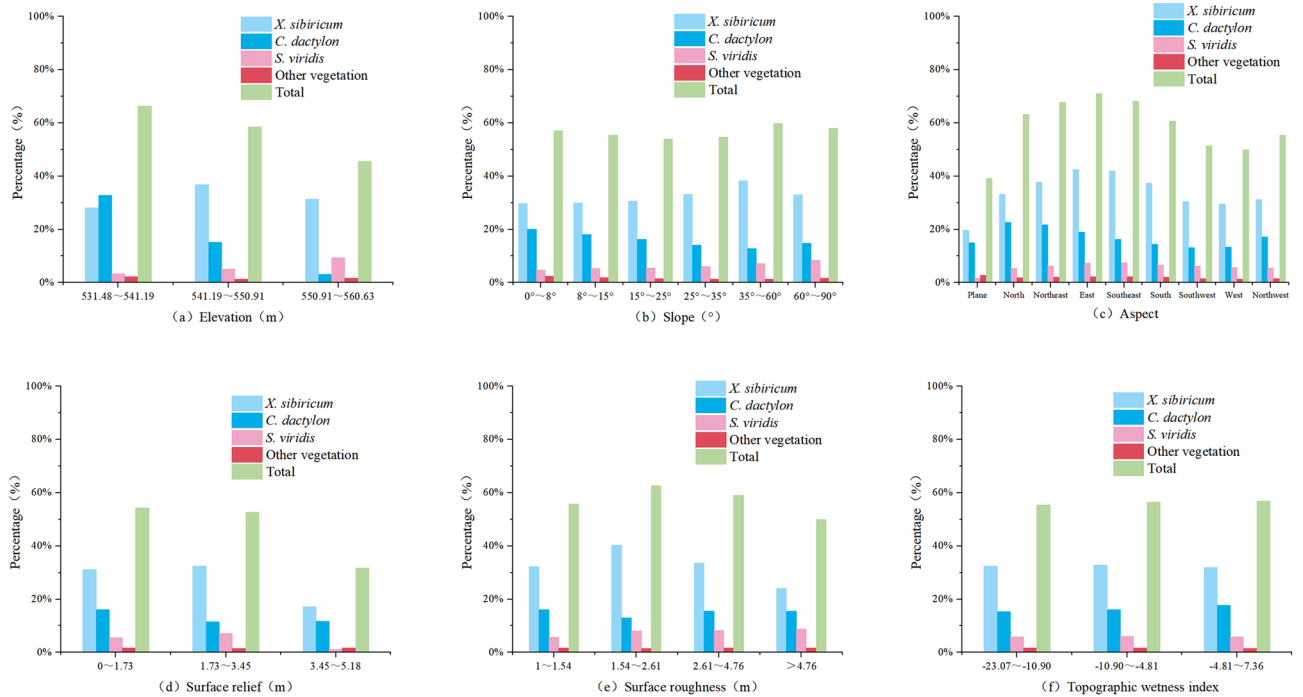 100%
80%
60%
40%
20%
0%
Percentage (%)
X. sibiricum
C. dactylon
S. viridis
Other vegetation
Total
531.48～541.19
541.19～550.91
550.91～560.63
（a）Elevation（m）
100%
80%
60%
40%
20%
0%
Percentage (%)
X. sibiricum
C. dactylon
S. viridis
Other vegetation
Total
0°～8°
8°～15°
15°～25°
25°～35°
35°～60°
60°～90°
（b）Slope（°）
100%
80%
60%
40%
20%
0%
Percentage（%）
X. sibiricum
C. dactylon
S. viridis
Other vegetation
Total
Plane
North
Northeast
East
Southeast
South
Southwest
West
Northwest
（c）Aspect
100%
80%
60%
40%
20%
0%
Percentage（%）
X. sibiricum
C. dactylon
S. viridis
Other vegetation
Total
0～1.73
1.73～3.45
3.45～5.18
（d）Surface relief（m）
100%
80%
60%
40%
20%
0%
Percentage（%）
X. sibiricum
C. dactylon
S. viridis
Other vegetation
Total
1～1.54
1.54～2.61
2.61～4.76
＞4.76
（e）Surface roughness（m）
100%
80%
60%
40%
20%
0%
Percentage（%）
X. sibiricum
C. dactylon
S. viridis
Other vegetation
Total
-23.07～-10.90
-10.90～-4.81
-4.81～7.36
（f）Topographic wetness index